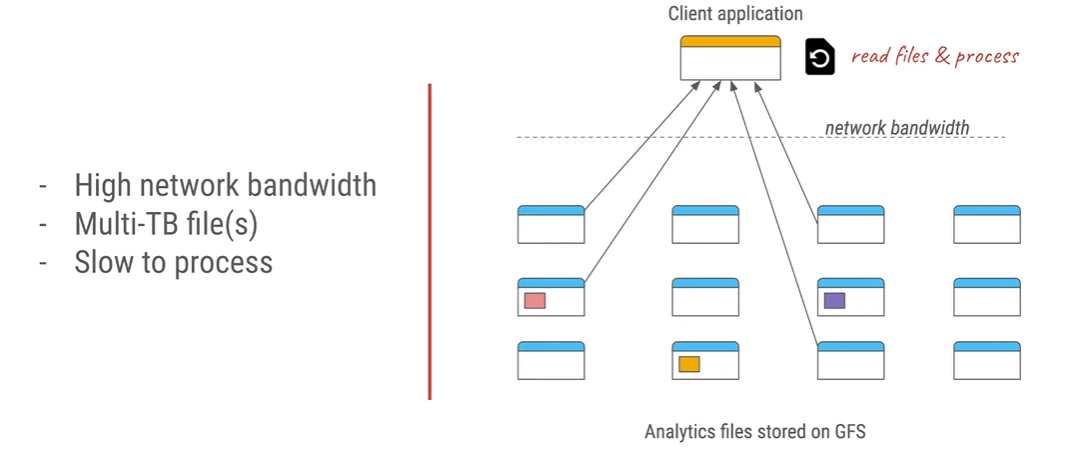 Client application
read files & process
network bandwidth
- High network bandwidth
- Multi-TB file(s)
- Slow to process
Analytics files stored on GFS